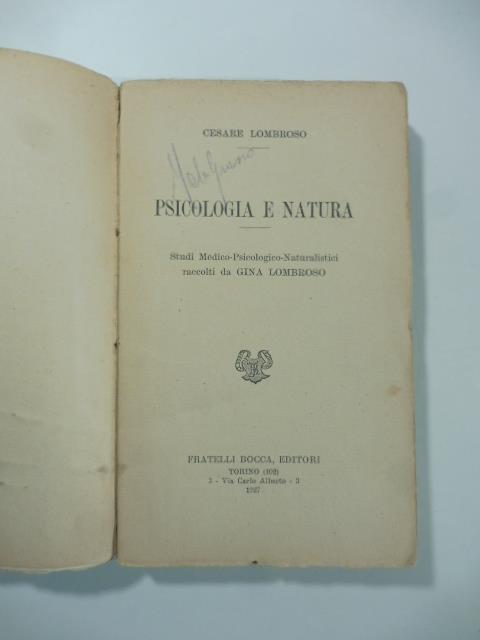 CESARE LOMBROSO
PSICOLOGIA E NATURA
Studi Medico-Psicologico-Naturalistici
raccolti da GINA LOMBROSO
FRATELLI BOCCA, EDITORI
TORINO (102)
3 - Via Carlo Alberto - 3
1927